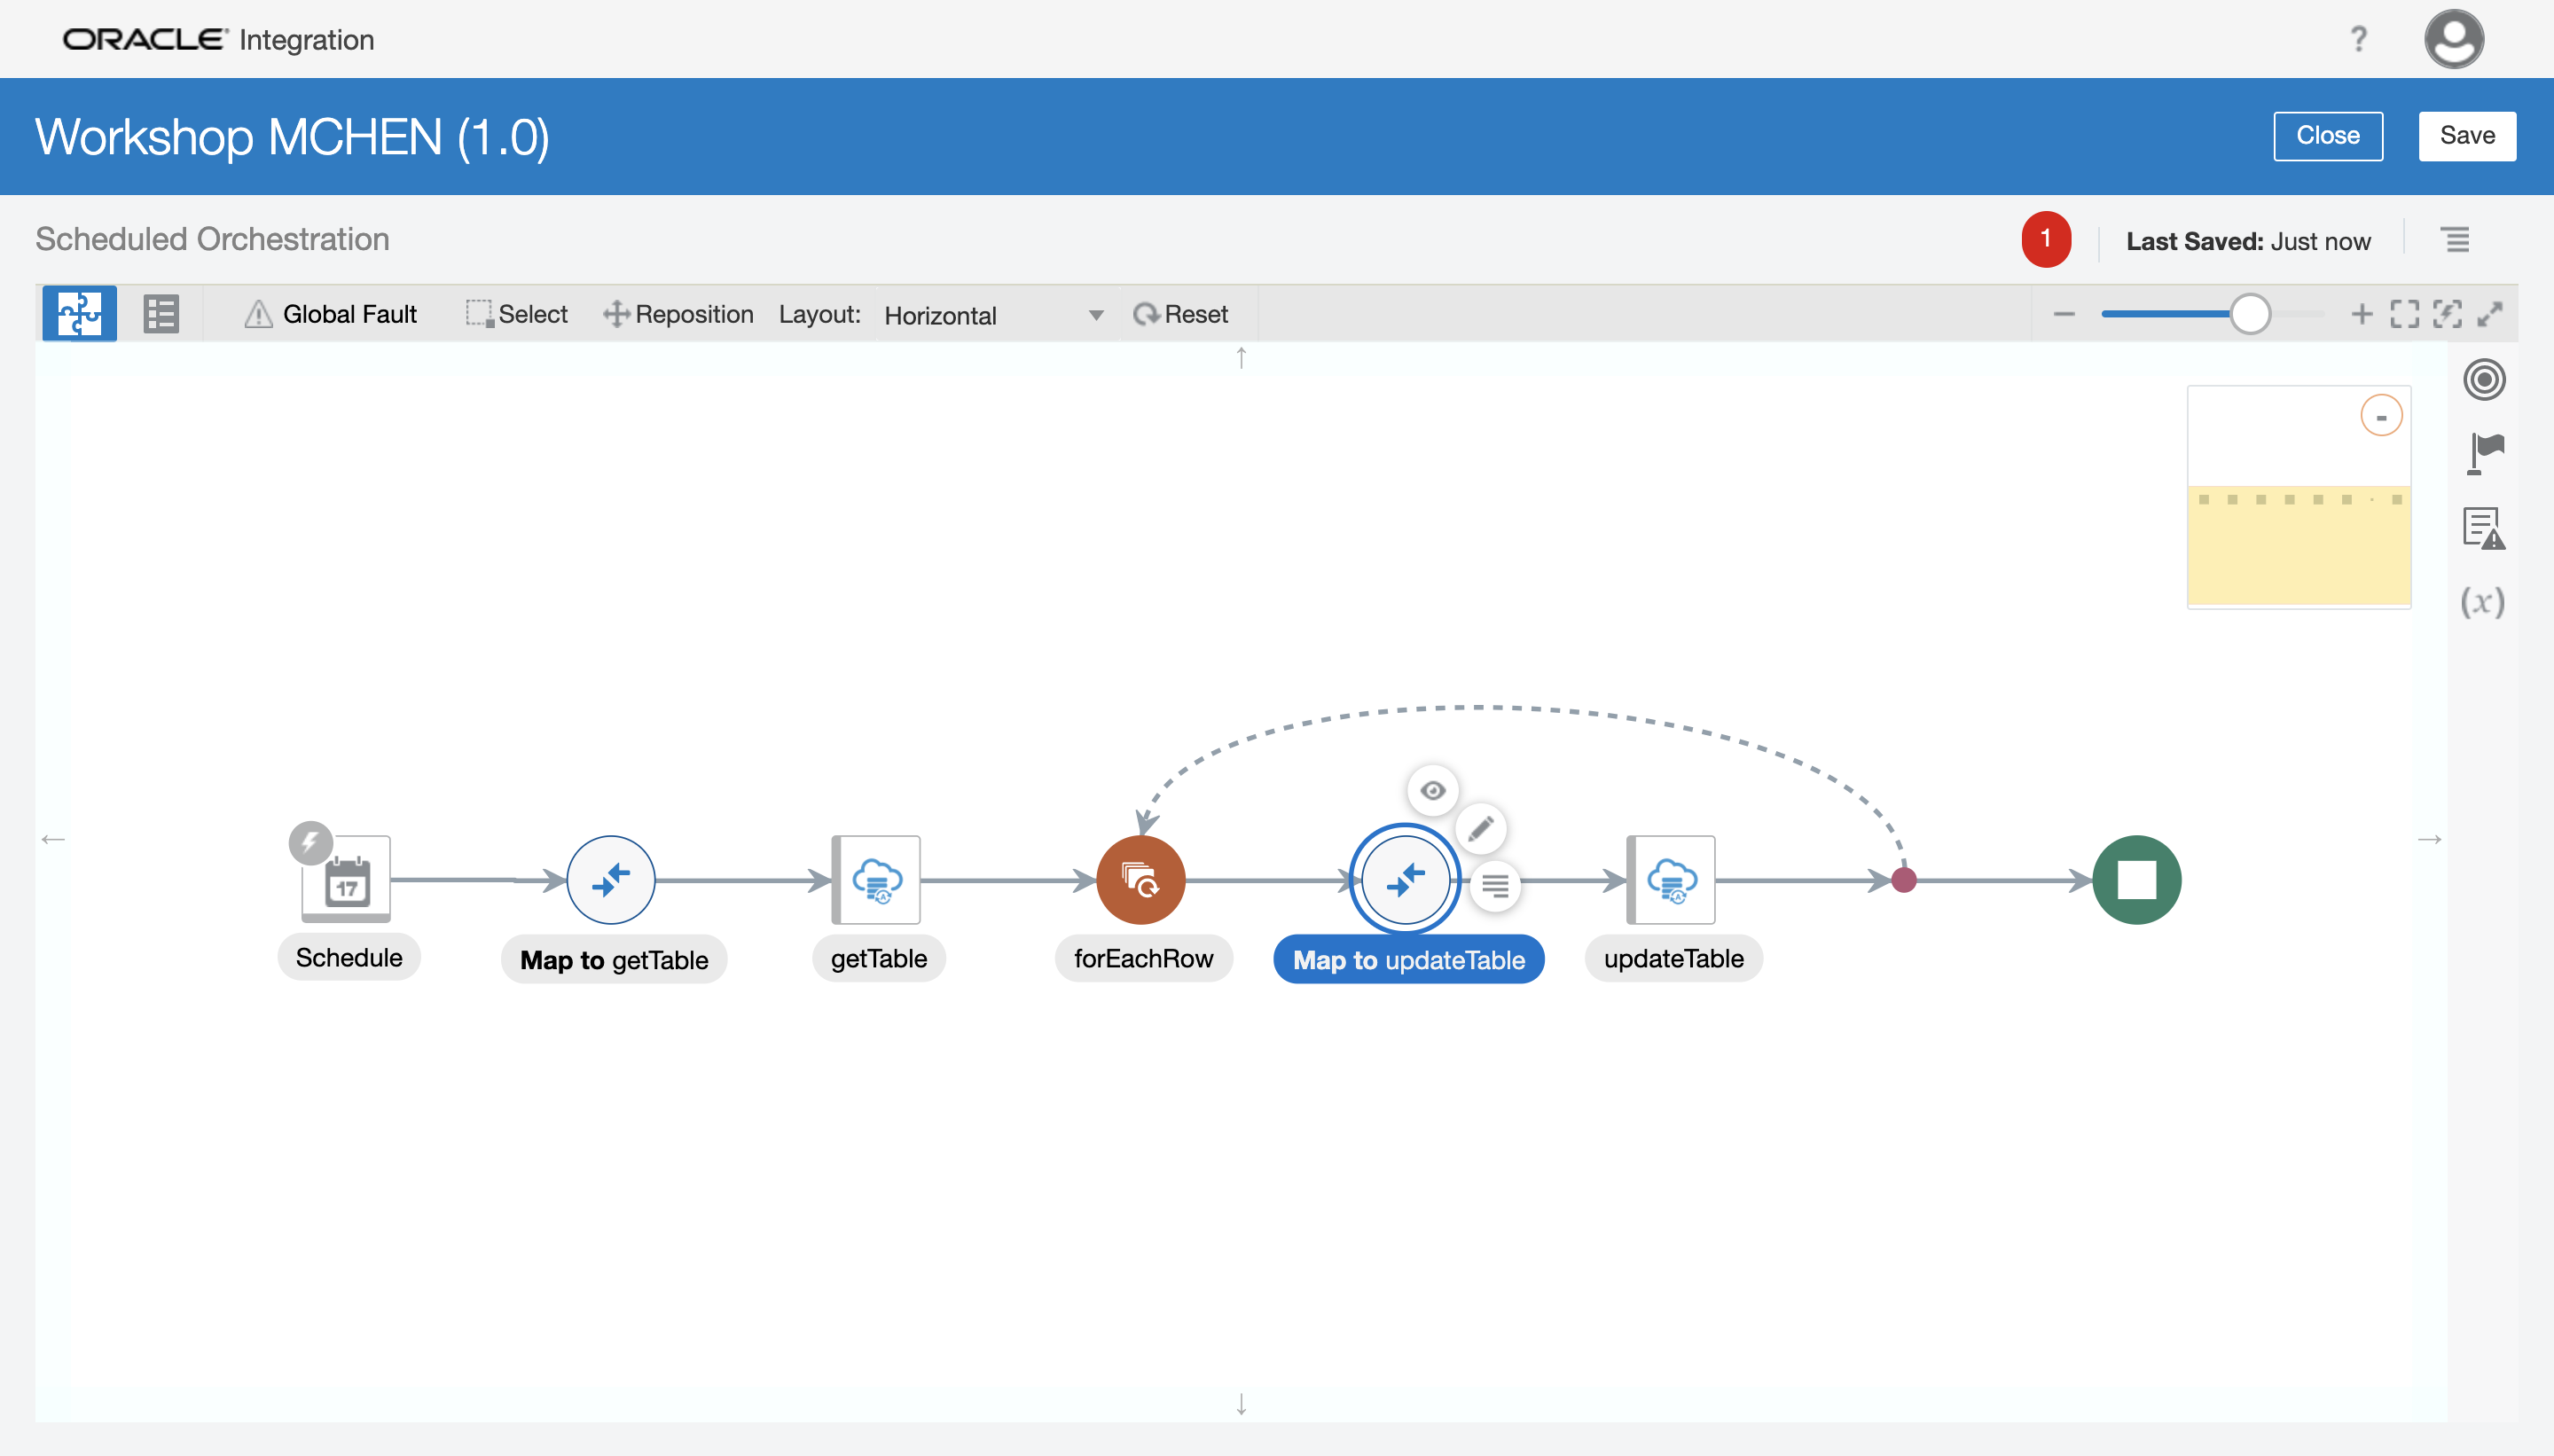 ORACLE Integration
?
Workshop MCHEN (1.0)
Close
Save
Scheduled Orchestration
1
Last Saved: Just now
Global Fault
Select
Reposition
Layout:
Horizontal
Reset
(x)
17
Schedule
Map to getTable
getTable
forEachRow
Map to updateTable
updateTable